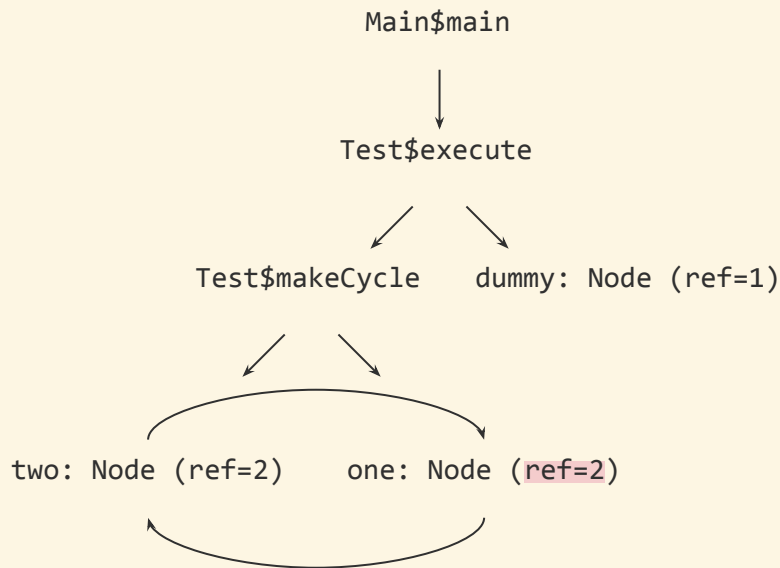 Main$main
Test$execute
Test$makeCycle dummy: Node (ref=1)
two: Node (ref=2) one: Node (ref=2)